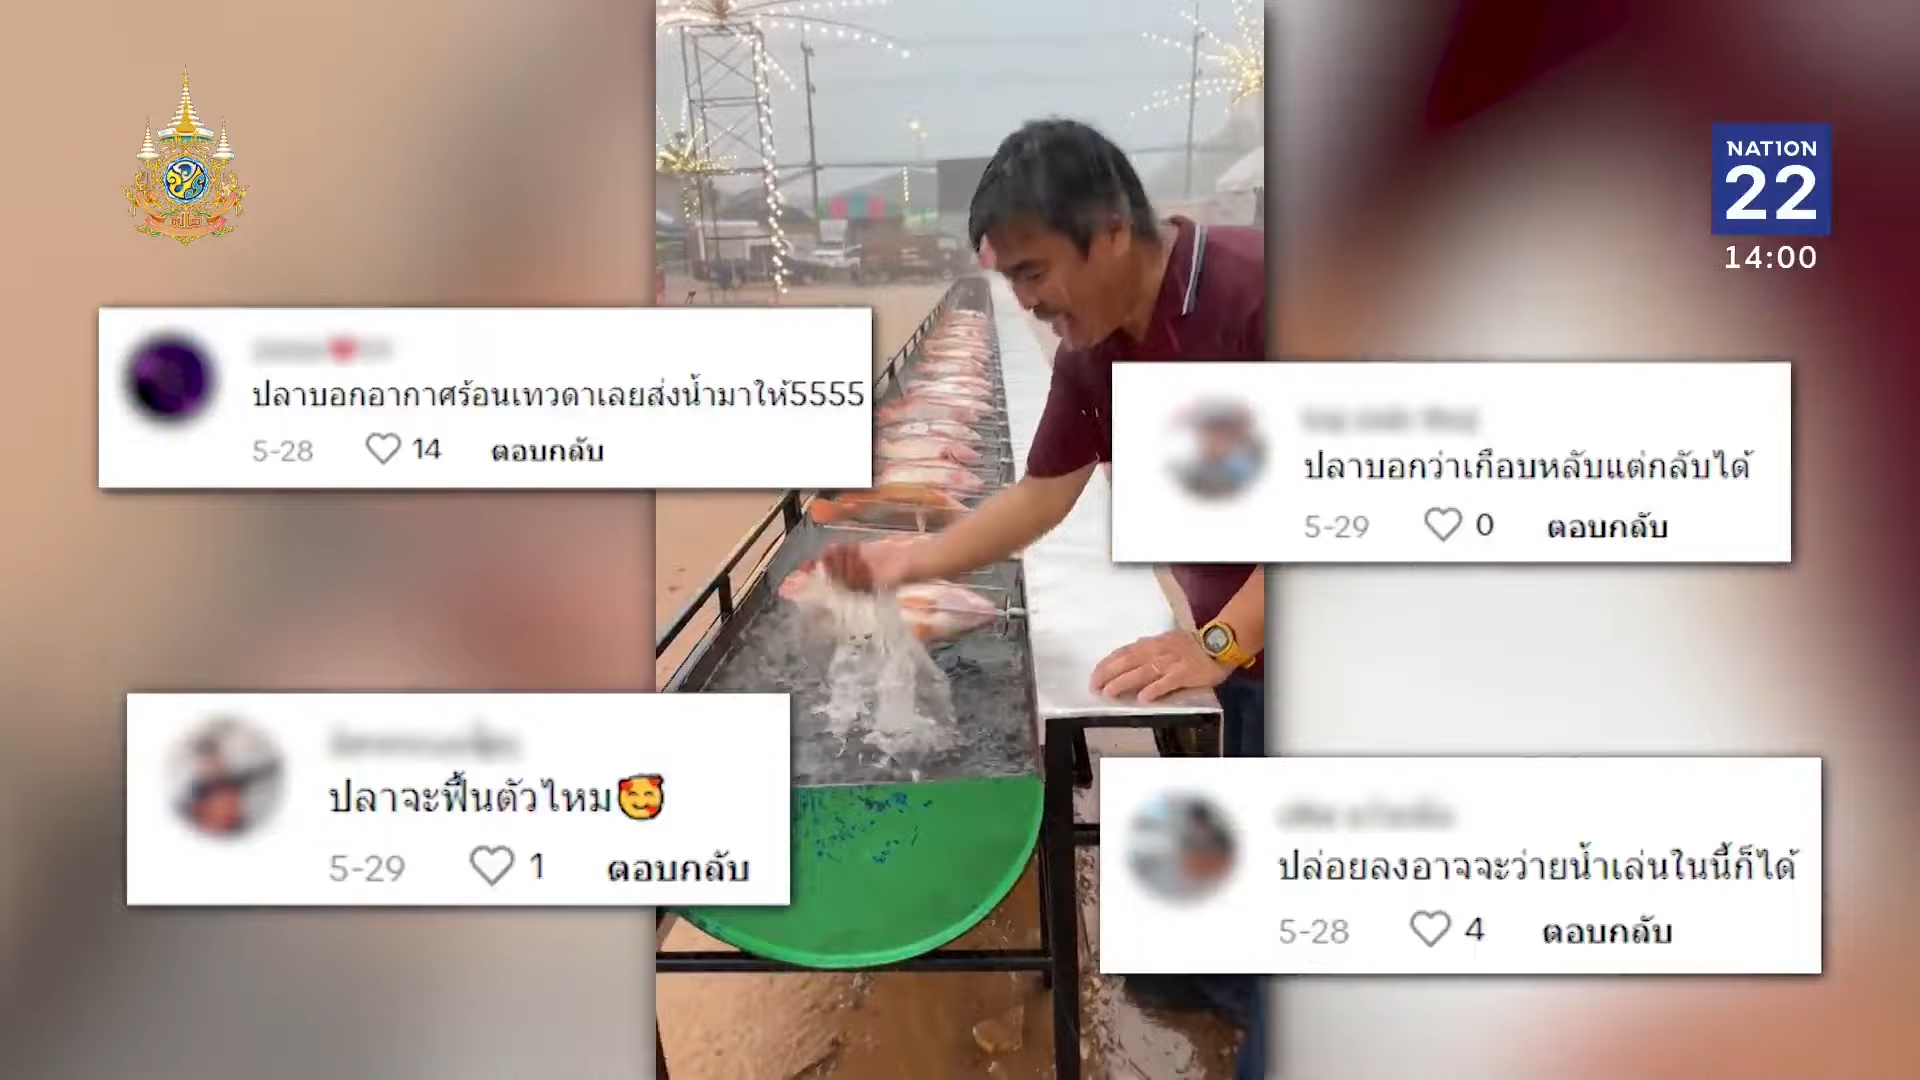 NATION
22
14:00
ปลาบอกอากาศร้อนเทวดาเลยส่งน้ำมาให้5555
5-28 14 ตอบกลับ
ปลาบอกว่าเกือบหลับแต่กลับได้
5-29 0 ตอบกลับ
ปลาจะฟื้นตัวไหม🥰
5-29 1 ตอบกลับ
ปล่อยลงอาจจะว่ายน้ำเล่นในนี้ก็ได้
5-28 4 ตอบกลับ